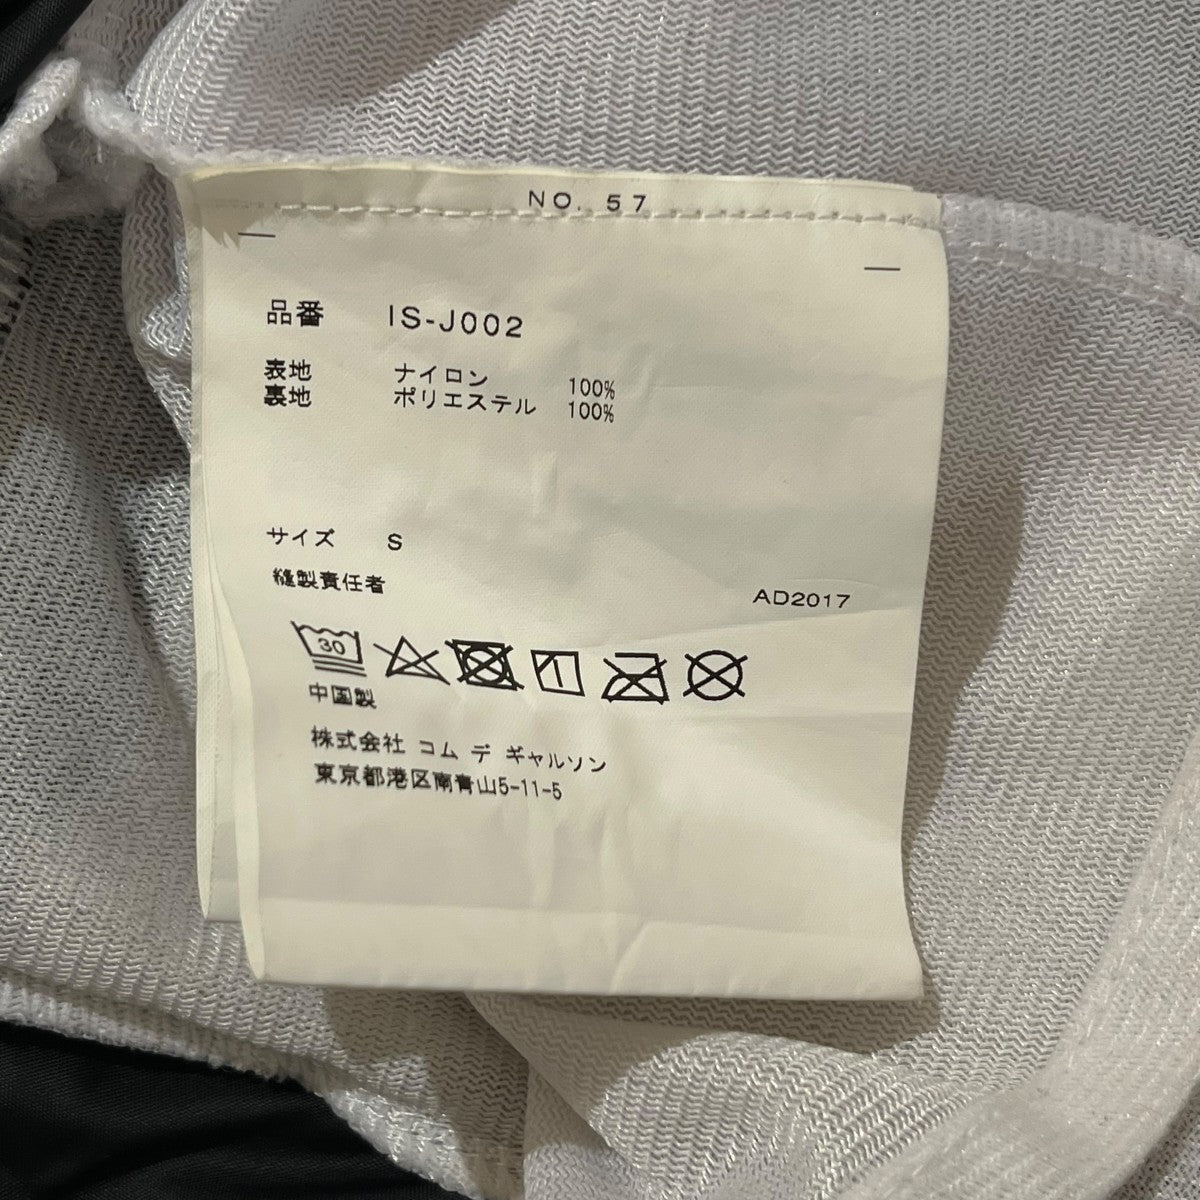 NO. 57
品番 IS-J002
表地 ナイロン 100%
裏地 ポリエステル 100%
サイズ S
縫製責任者
AD2017
30
中国製
株式会社 コム デ ギャルソン
東京都港区南青山5-11-5